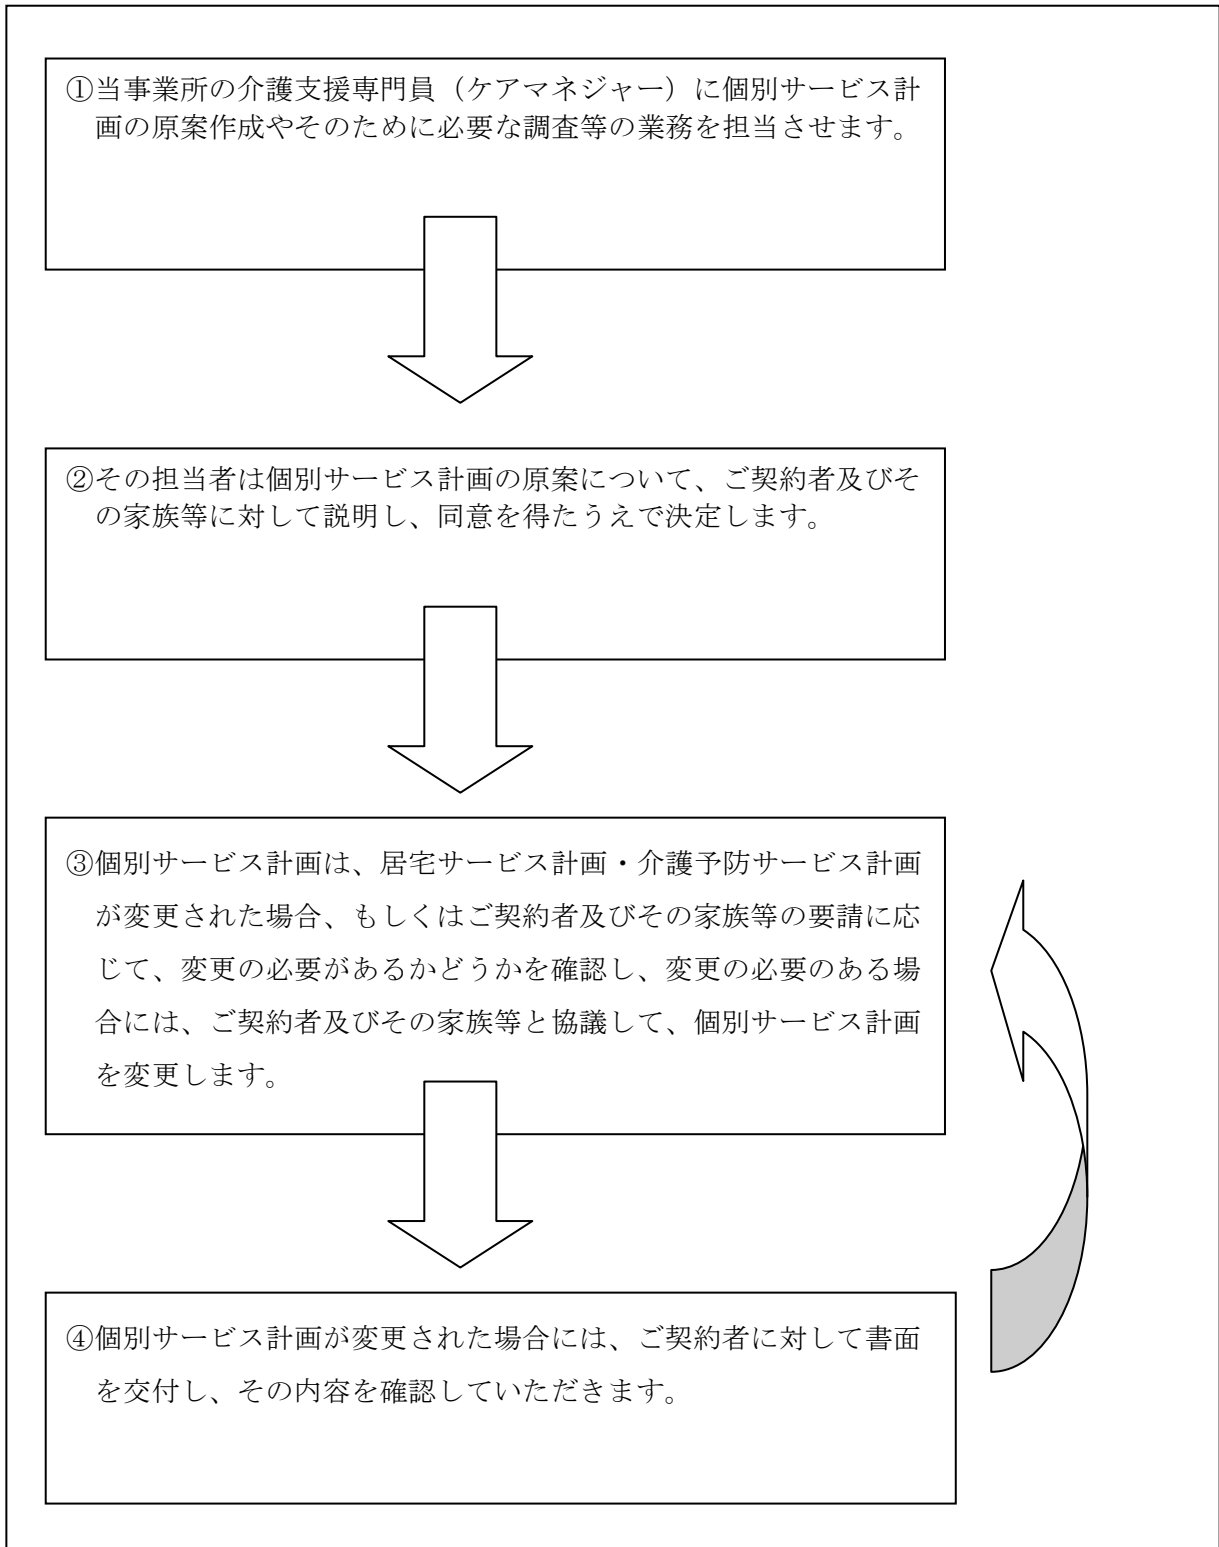 ①当事業所の介護支援専門員（ケアマネジャー）に個別サービス計
画の原案作成やそのために必要な調査等の業務を担当させます。
②その担当者は個別サービス計画の原案について、ご契約者及びそ
の家族等に対して説明し、同意を得たうえで決定します。
③個別サービス計画は、居宅サービス計画・介護予防サービス計画
が変更された場合、もしくはご契約者及びその家族等の要請に応
じて、変更の必要があるかどうかを確認し、変更の必要のある場
合には、ご契約者及びその家族等と協議して、個別サービス計画
を変更します。
④個別サービス計画が変更された場合には、ご契約者に対して書面
を交付し、その内容を確認していただきます。